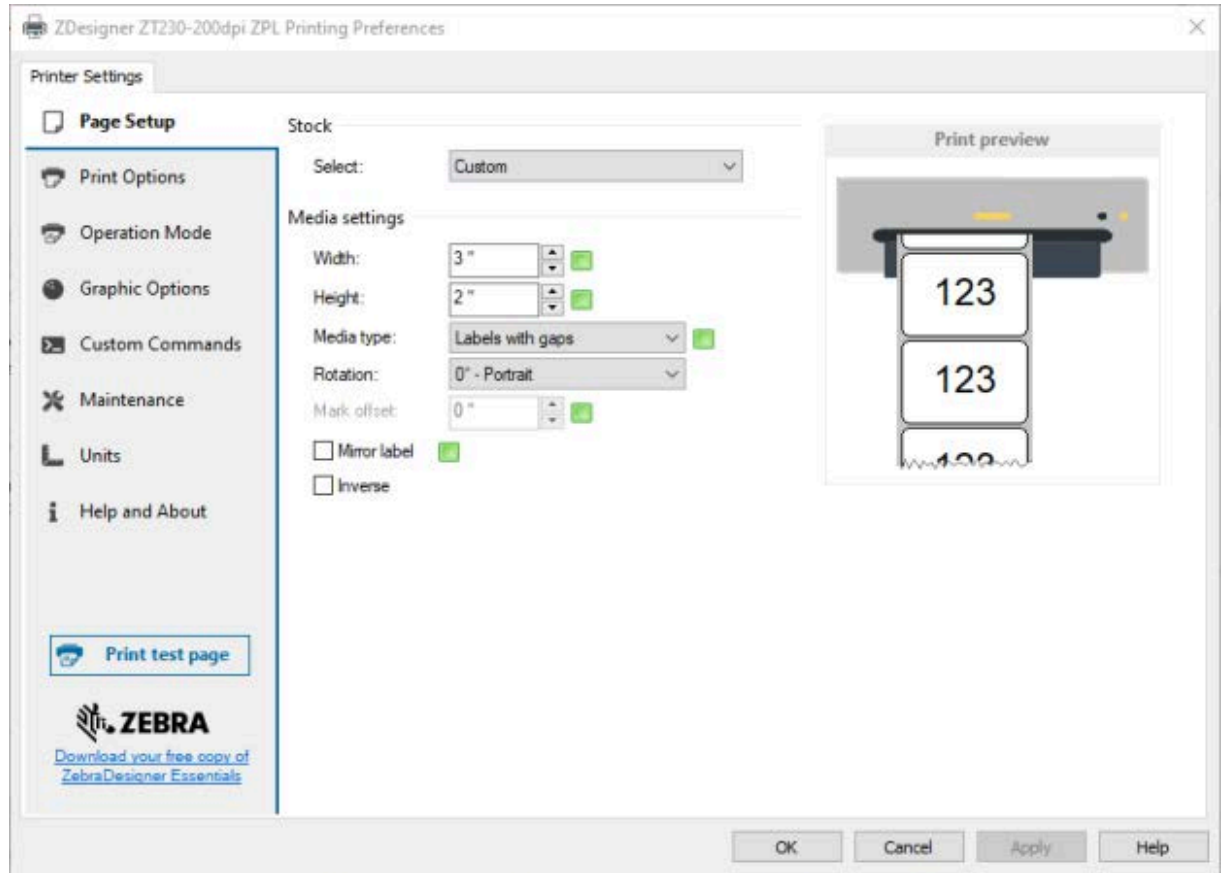 ZDesigner ZT230-200dpi ZPL Printing Preferences
Printer Settings
Page Setup
Print Options
Operation Mode
Graphic Options
Custom Commands
Maintenance
Units
Help and About
Print test page
ZEBRA
Download your free copy of
ZebraDesigner Essentials
Stock
Select: Custom
Media settings
Width: 3 "
Height: 2 "
Media type: Labels with gaps
Rotation: 0° - Portrait
Mark offset: 0 "
Mirror label
Inverse
Print preview
123
123
123
OK Cancel Apply Help